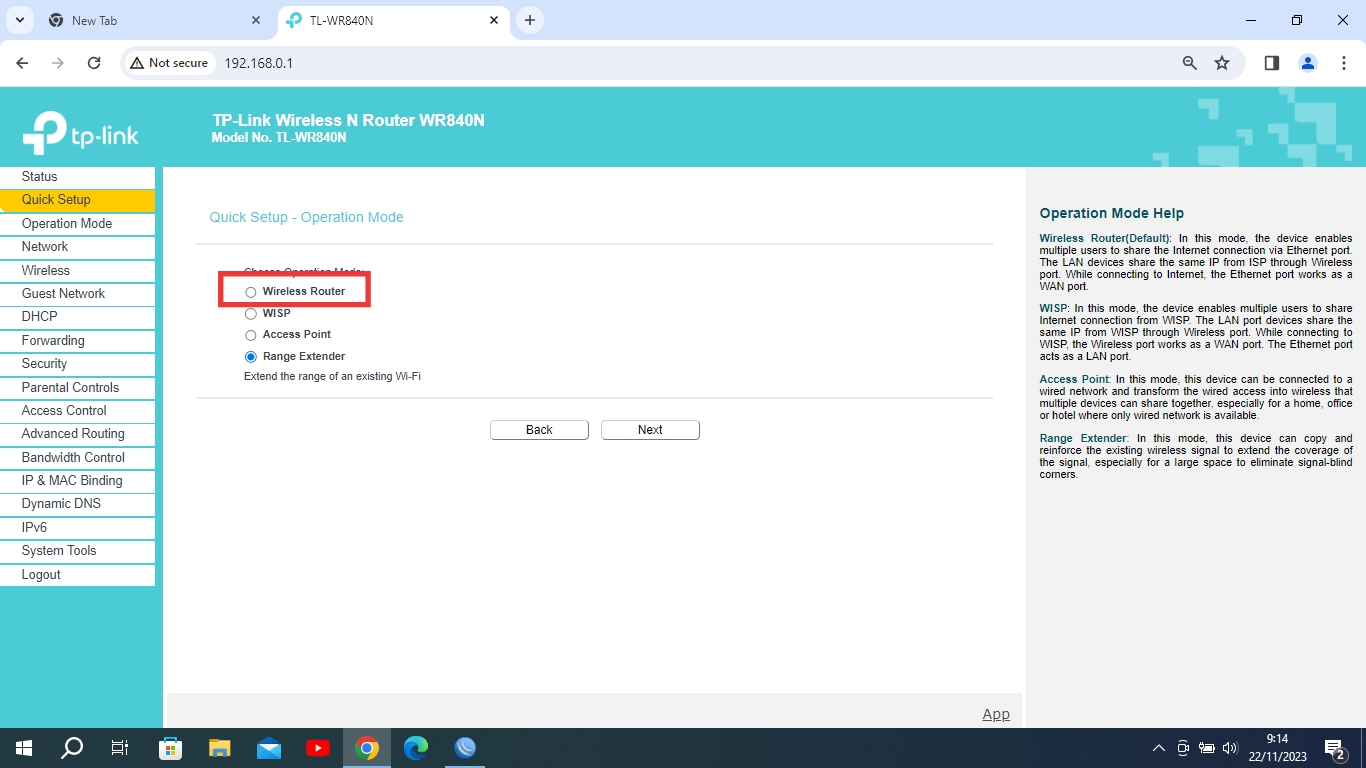 New Tab
TL-WR840N
Not secure
192.168.0.1
tp-link
TP-Link Wireless N Router WR840N
Model No. TL-WR840N
Status
Quick Setup
Operation Mode
Network
Wireless
Guest Network
DHCP
Forwarding
Security
Parental Controls
Access Control
Advanced Routing
Bandwidth Control
IP & MAC Binding
Dynamic DNS
IPv6
System Tools
Logout
Quick Setup - Operation Mode
Choose Operation Mode:
Wireless Router
WISP
Access Point
Range Extender
Extend the range of an existing Wi-Fi
Back
Next
App
Operation Mode Help
Wireless Router(Default): In this mode, the device enables
multiple users to share the Internet connection via Ethernet port.
The LAN devices share the same IP from ISP through Wireless
port. While connecting to Internet, the Ethernet port works as a
WAN port.
WISP: In this mode, the device enables multiple users to share
Internet connection from WISP. The LAN port devices share the
same IP from WISP through Wireless port. While connecting to
WISP, the Wireless port works as a WAN port. The Ethernet port
acts as a LAN port.
Access Point: In this mode, this device can be connected to a
wired network and transform the wired access into wireless that
multiple devices can share together, especially for a home, office
or hotel where only wired network is available.
Range Extender: In this mode, this device can copy and
reinforce the existing wireless signal to extend the coverage of
the signal, especially for a large space to eliminate signal-blind
corners.
9:14
22/11/2023
2